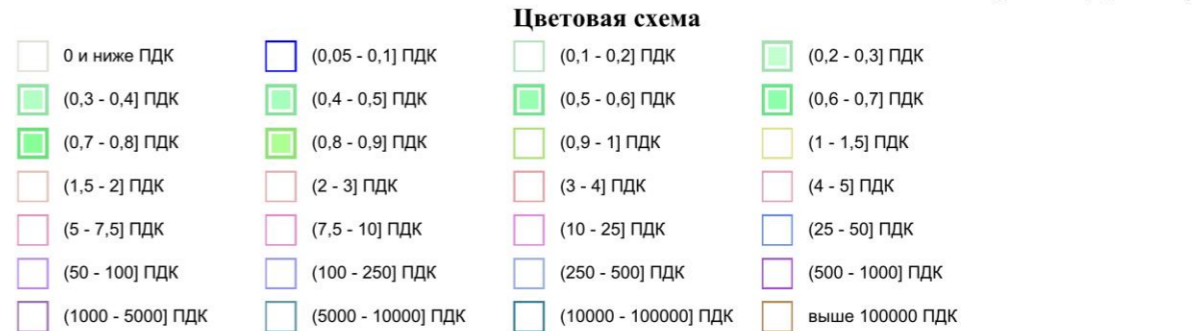 Цветовая схема
0 и ниже ПДК (0,05 - 0,1] ПДК (0,1 - 0,2] ПДК (0,2 - 0,3] ПДК
(0,3 - 0,4] ПДК (0,4 - 0,5] ПДК (0,5 - 0,6] ПДК (0,6 - 0,7] ПДК
(0,7 - 0,8] ПДК (0,8 - 0,9] ПДК (0,9 - 1] ПДК (1 - 1,5] ПДК
(1,5 - 2] ПДК (2 - 3] ПДК (3 - 4] ПДК (4 - 5] ПДК
(5 - 7,5] ПДК (7,5 - 10] ПДК (10 - 25] ПДК (25 - 50] ПДК
(50 - 100] ПДК (100 - 250] ПДК (250 - 500] ПДК (500 - 1000] ПДК
(1000 - 5000] ПДК (5000 - 10000] ПДК (10000 - 100000] ПДК выше 100000 ПДК